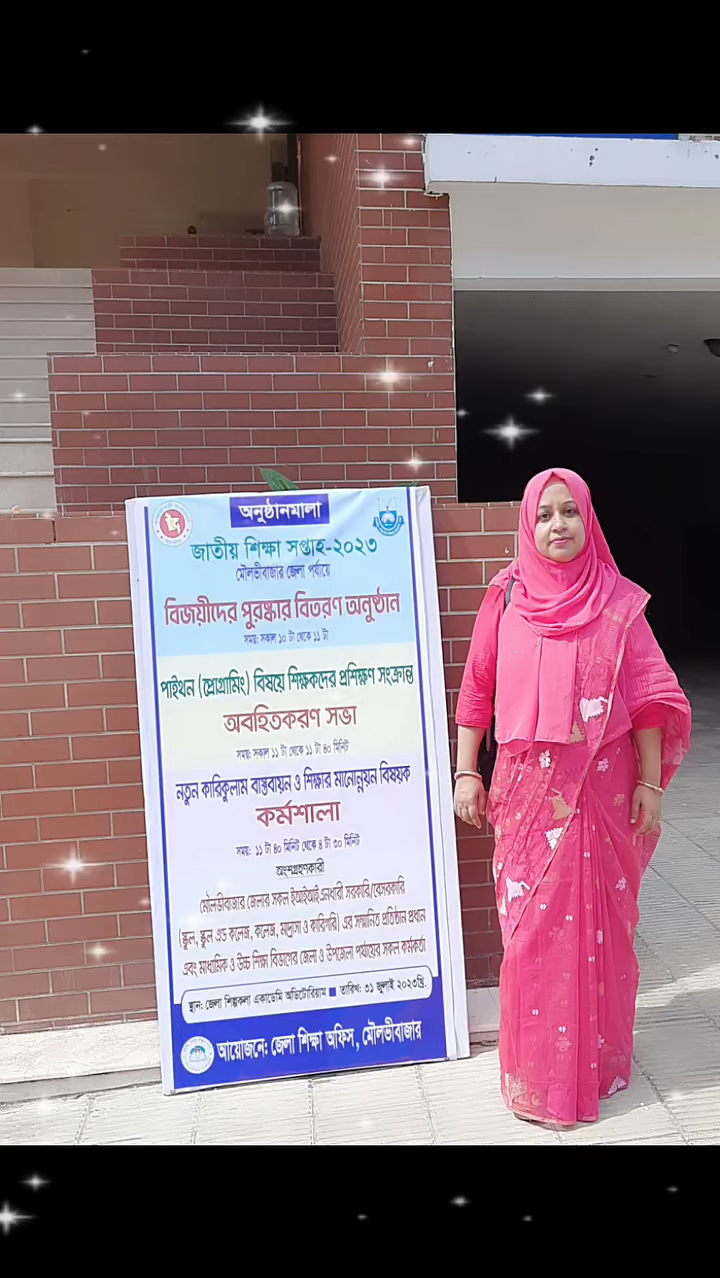 অনুষ্ঠানমালা
জাতীয় শিক্ষা সপ্তাহ-২০২৩
মৌলভীবাজার জেলা পর্যায়ে
বিজয়ীদের পুরস্কার বিতরণ অনুষ্ঠান
সময়: সকাল ১০ টা থেকে ১১ টা
পাইথন (প্রোগ্রামিং) বিষয়ে শিক্ষকদের প্রশিক্ষণ সংক্রান্ত
অবহিতকরণ সভা
সময়: সকাল ১১ টা থেকে ১১ টা ৪০ মিনিট
নতুন কারিকুলাম বাস্তবায়ন ও শিক্ষার মানোন্নয়ন বিষয়ক
কর্মশালা
সময়: ১১ টা ৪০ মিনিট থেকে ৪ টা ৩০ মিনিট
অংশগ্রহণকারী
মৌলভীবাজার জেলার সকল ইআইআইএনধারী সরকারি/বেসরকারি
(স্কুল, স্কুল এন্ড কলেজ, কলেজ, মাদ্রাসা ও কারিগরি) এর সম্মানিত প্রতিষ্ঠান প্রধান
এবং মাধ্যমিক ও উচ্চ শিক্ষা বিভাগের জেলা ও উপজেলা পর্যায়ের সকল কর্মকর্তা
স্থান: জেলা শিল্পকলা একাডেমি অডিটোরিয়াম ■ তারিখ: ৩১ জুলাই ২০২৩খ্রি.
আয়োজনে: জেলা শিক্ষা অফিস, মৌলভীবাজার